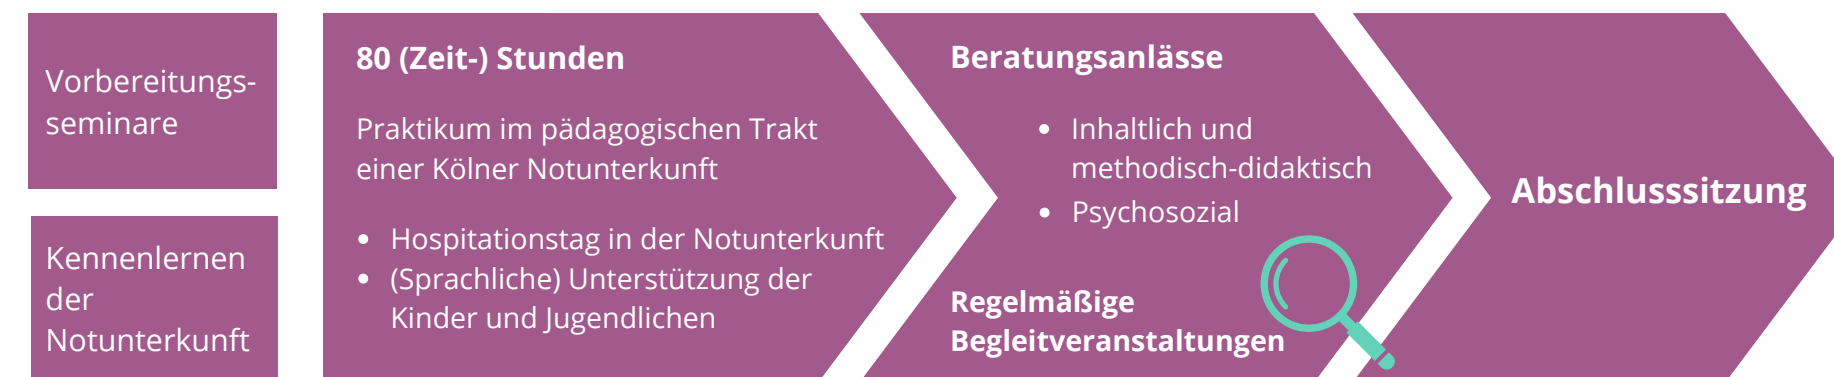 Vorbereitungs-
seminare
Kennenlernen
der
Notunterkunft
80 (Zeit-) Stunden
Praktikum im pädagogischen Trakt
einer Kölner Notunterkunft
• Hospitationstag in der Notunterkunft
• (Sprachliche) Unterstützung der
Kinder und Jugendlichen
Beratungsanlässe
• Inhaltlich und
methodisch-didaktisch
• Psychosozial
Regelmäßige
Begleitveranstaltungen
Abschlusssitzung